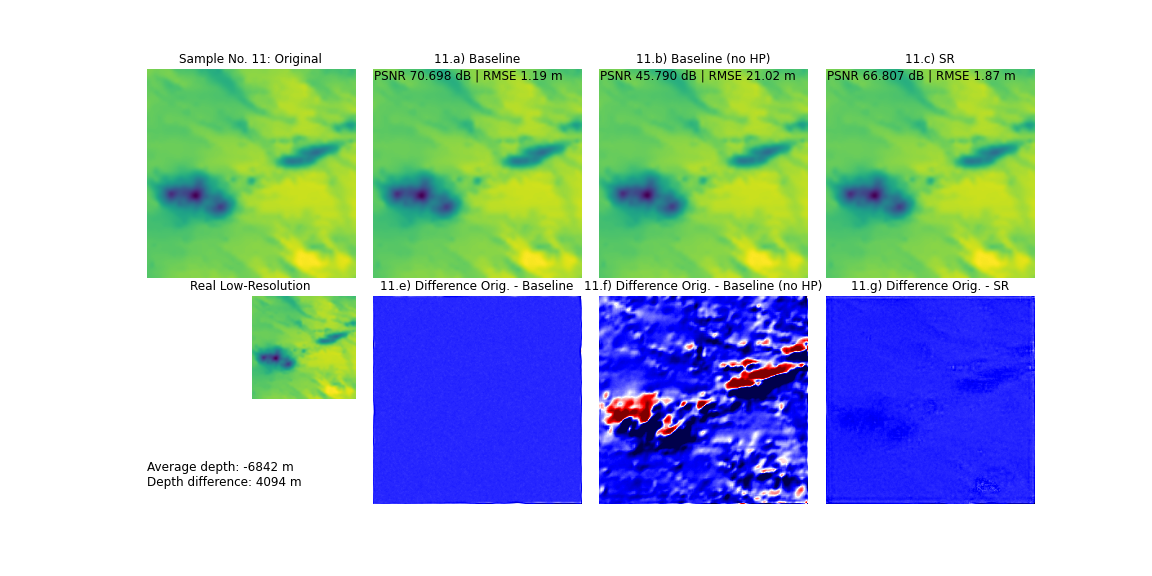 Sample No. 11: Original
11.a) Baseline
11.b) Baseline (no HP)
11.c) SR
PSNR 70.698 dB | RMSE 1.19 m
PSNR 45.790 dB | RMSE 21.02 m
PSNR 66.807 dB | RMSE 1.87 m
Real Low-Resolution
11.e) Difference Orig. - Baseline
11.f) Difference Orig. - Baseline (no HP)
11.g) Difference Orig. - SR
Average depth: -6842 m
Depth difference: 4094 m